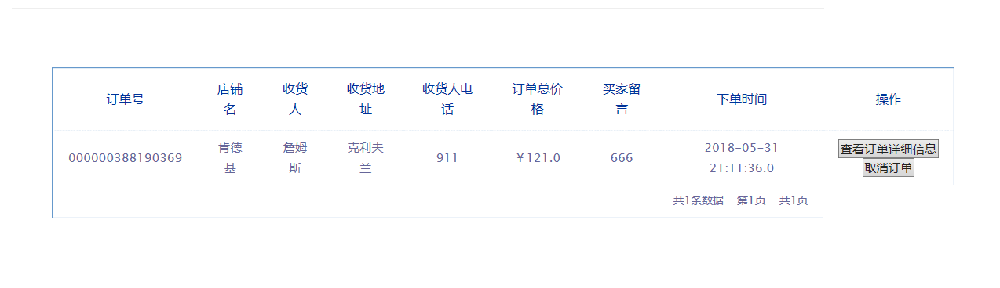 订单号 店铺名 收货人 收货地址 收货人电话 订单总价格 买家留言 下单时间 操作
000000388190369 肯德基 詹姆斯 克利夫兰 911 ￥121.0 666 2018-05-31 21:11:36.0 查看订单详细信息 取消订单
共1条数据 第1页 共1页